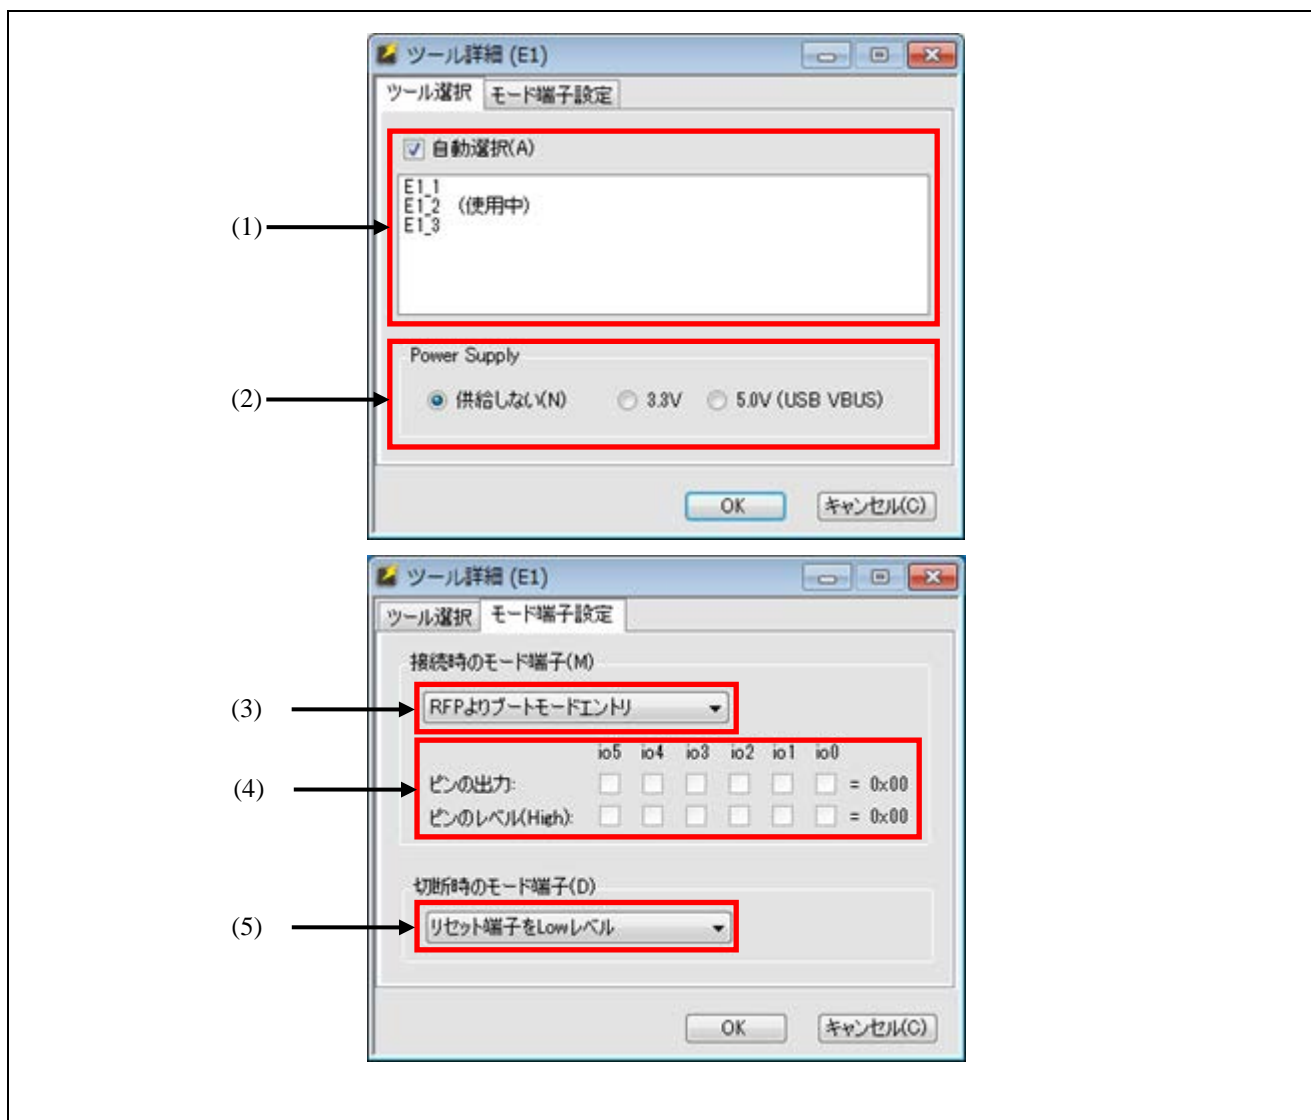 ツール詳細 (E1)
ツール選択 モード端子設定
自動選択(A)
E1_1
E1_2 (使用中)
(1) E1_3
Power Supply
(2) 供給しない(N) 3.3V 5.0V (USB VBUS)
OK キャンセル(C)
ツール詳細 (E1)
ツール選択 モード端子設定
接続時のモード端子(M)
(3) RFPよりブートモードエントリ
io5 io4 io3 io2 io1 io0
(4) ピンの出力: = 0x00
ピンのレベル(High): = 0x00
切断時のモード端子(D)
(5) リセット端子をLowレベル
OK キャンセル(C)